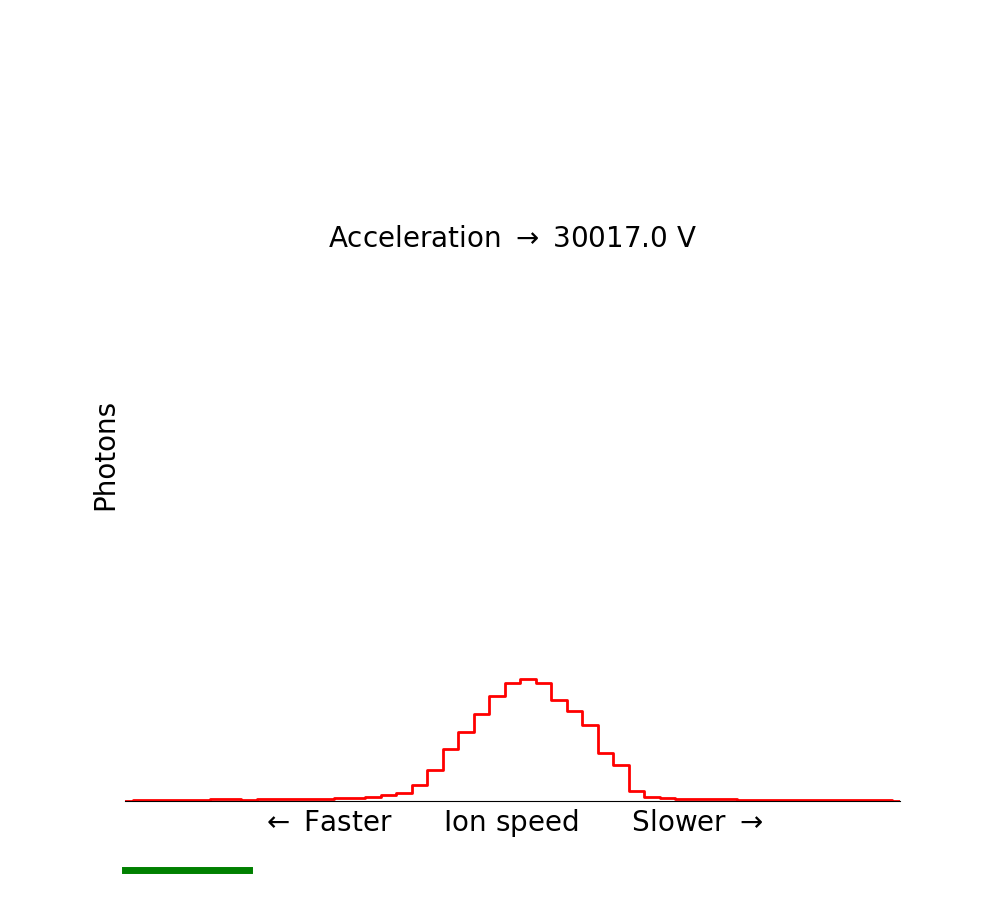 Acceleration → 30017.0 V
Photons
← Faster Ion speed Slower →